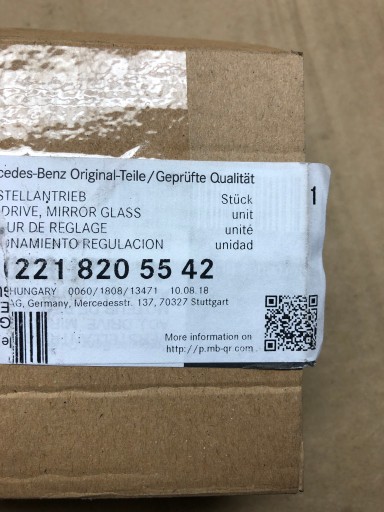 cedes-Benz Original-Teile/Geprüfte Qualität
STELLANTRIEB Stück 1
DRIVE, MIRROR GLASS unit
UR DE REGLAGE unité
ONAMIENTO REGULACION unidad
221 820 55 42
HUNGARY 0060/1808/13471 10.08.18
AG, Germany, Mercedesstr. 137, 70327 Stuttgart
More information on
http://p.mb-qr.com